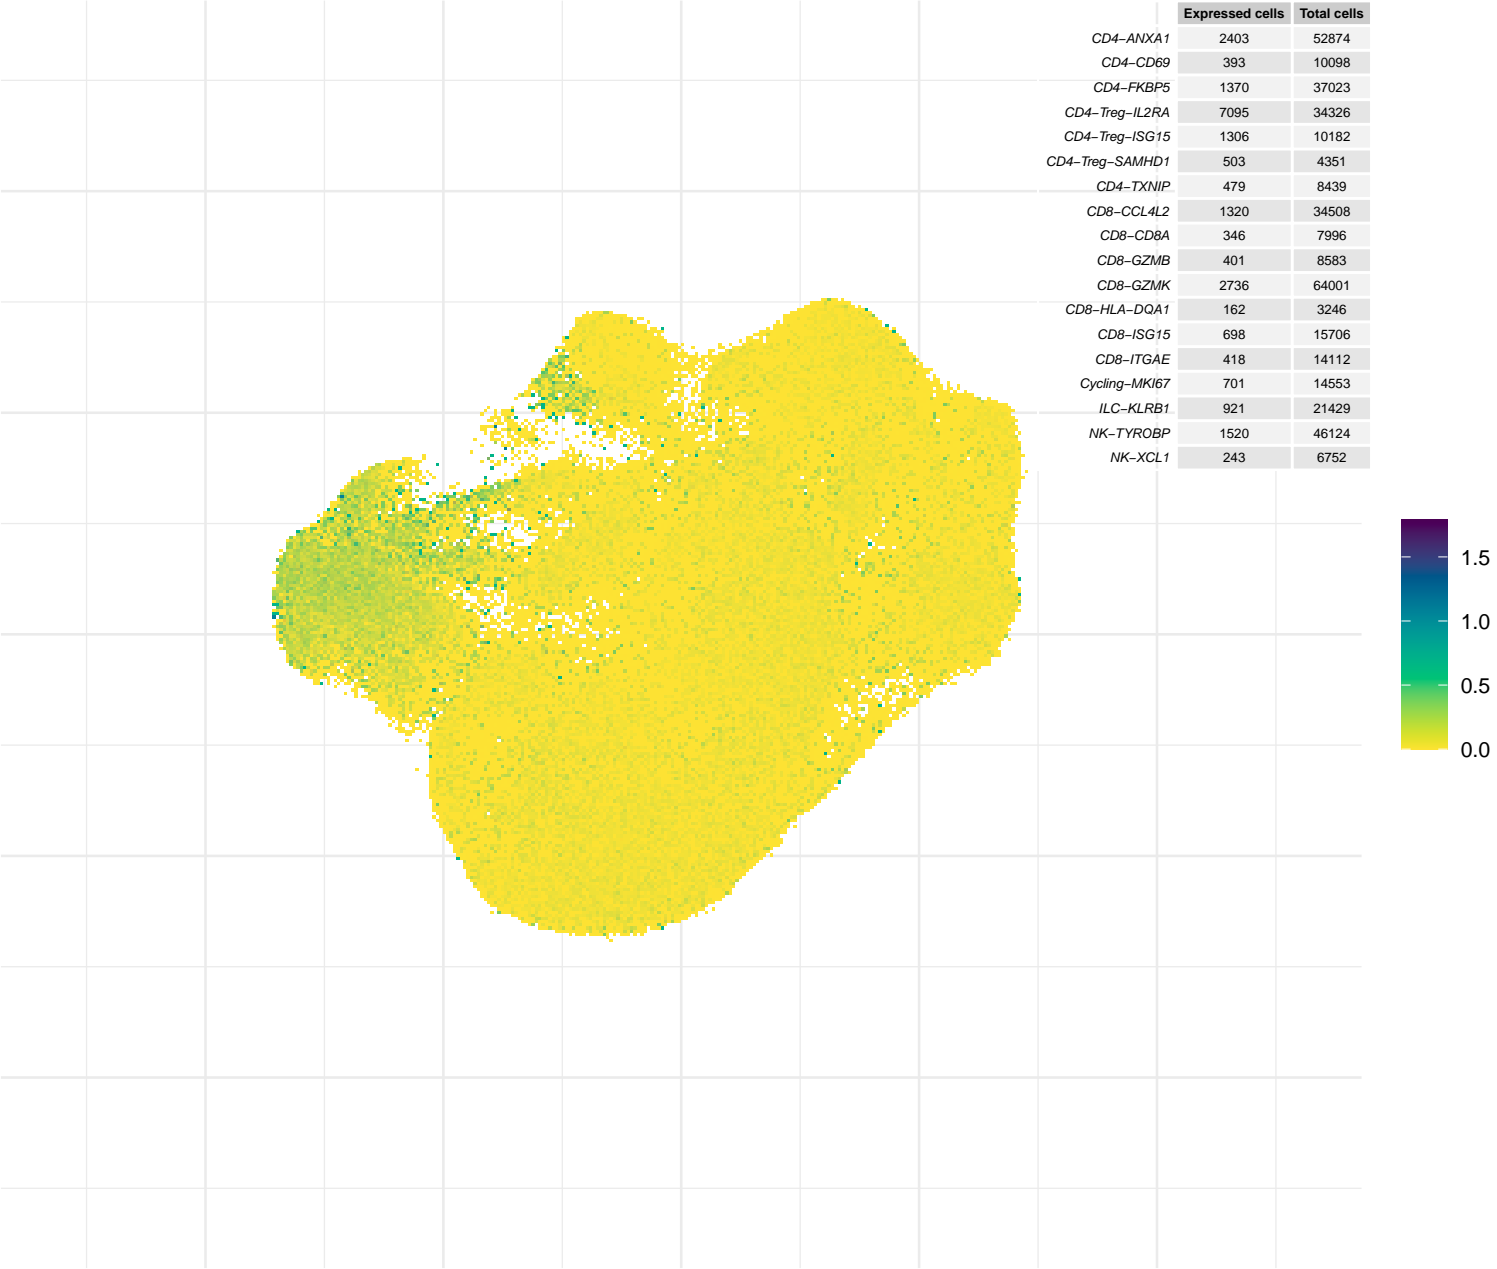 Expressed cells Total cells
CD4−ANXA1 2403 52874
CD4−CD69 393 10098
CD4−FKBP5 1370 37023
CD4−Treg−IL2RA 7095 34326
CD4−Treg−ISG15 1306 10182
CD4−Treg−SAMHD1 503 4351
CD4−TXNIP 479 8439
CD8−CCL4L2 1320 34508
CD8−CD8A 346 7996
CD8−GZMB 401 8583
CD8−GZMK 2736 64001
CD8−HLA−DQA1 162 3246
CD8−ISG15 698 15706
CD8−ITGAE 418 14112
Cycling−MKI67 701 14553
ILC−KLRB1 921 21429
NK−TYROBP 1520 46124
NK−XCL1 243 6752
1.5
1.0
0.5
0.0